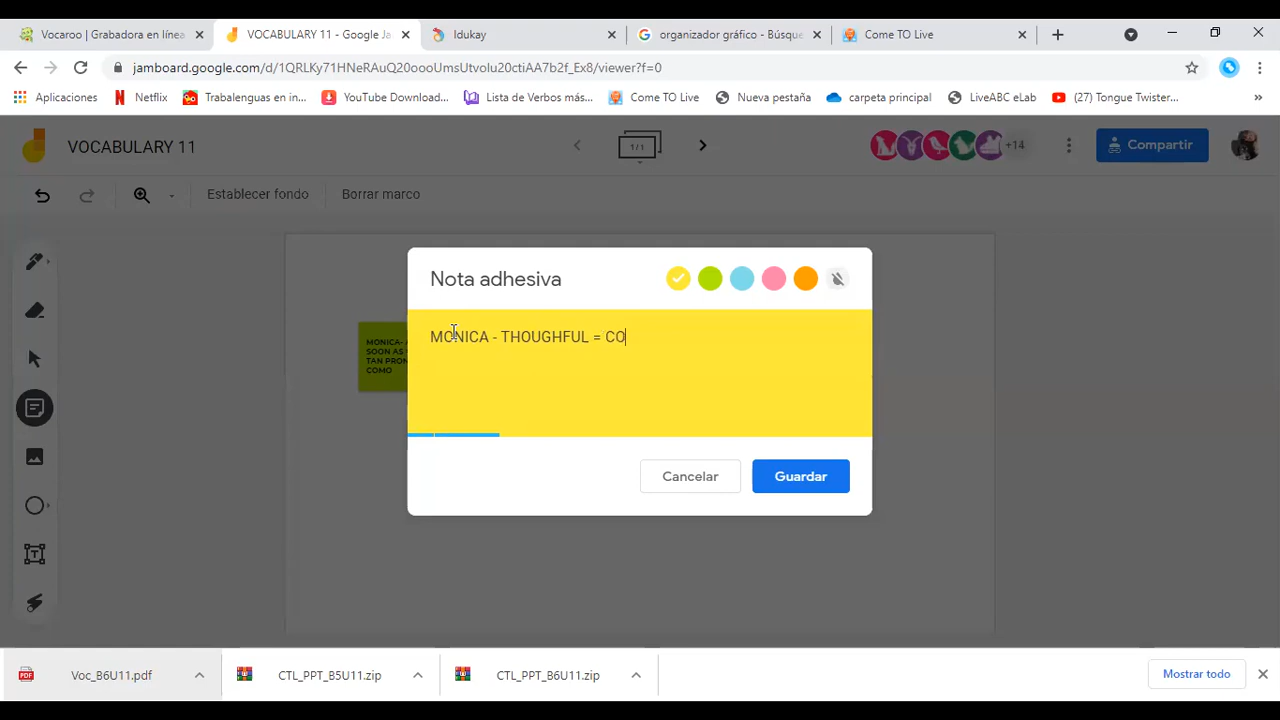 Vocaroo | Grabadora en línea
VOCABULARY 11 - Google Ja
Idukay
organizador gráfico - Búsque
Come TO Live
jamboard.google.com/d/1QRLKy71HNeRAuQ20oooUmsUtvolu20ctiAA7b2f_Ex8/viewer?f=0
Aplicaciones
Netflix
Trabalenguas en in...
YouTube Download...
Lista de Verbos más...
Come TO Live
Nueva pestaña
carpeta principal
LiveABC eLab
(27) Tongue Twister...
VOCABULARY 11
1/1
+14
Compartir
Establecer fondo
Borrar marco
Nota adhesiva
MONICA - THOUGHFUL = CO
MONICA- A
SOON AS
TAN PRON
COMO
Cancelar
Guardar
Voc_B6U11.pdf
CTL_PPT_B5U11.zip
CTL_PPT_B6U11.zip
Mostrar todo